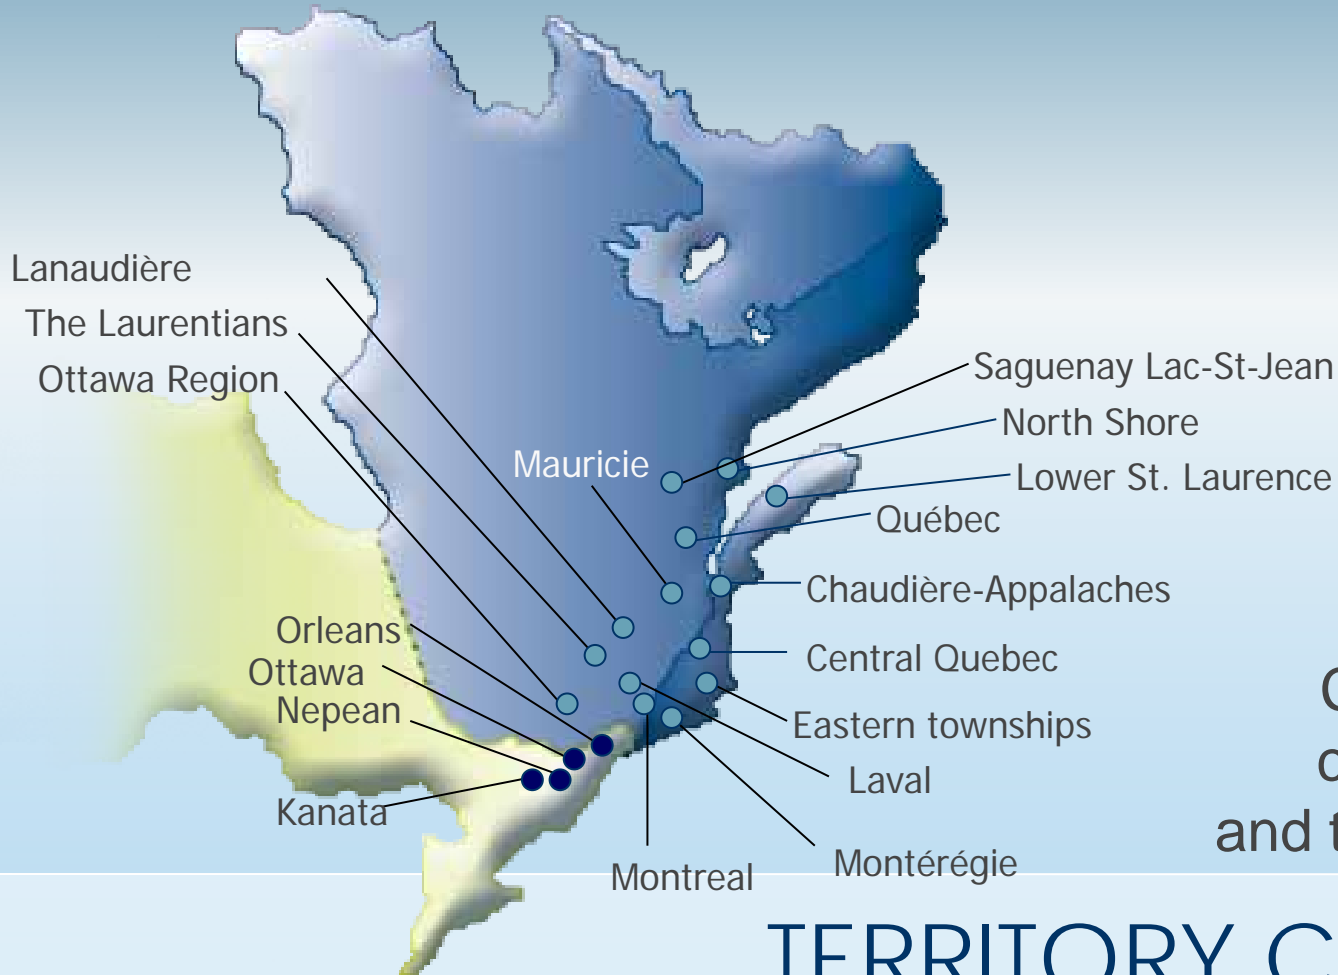 Lanaudière
The Laurentians
Ottawa Region
Saguenay Lac-St-Jean
North Shore
Mauricie
Lower St. Laurence
Québec
Chaudière-Appalaches
Orleans
Central Quebec
Ottawa
Nepean
Eastern townships
Laval
Kanata
Montérégie
Montreal
and
TERRITORY